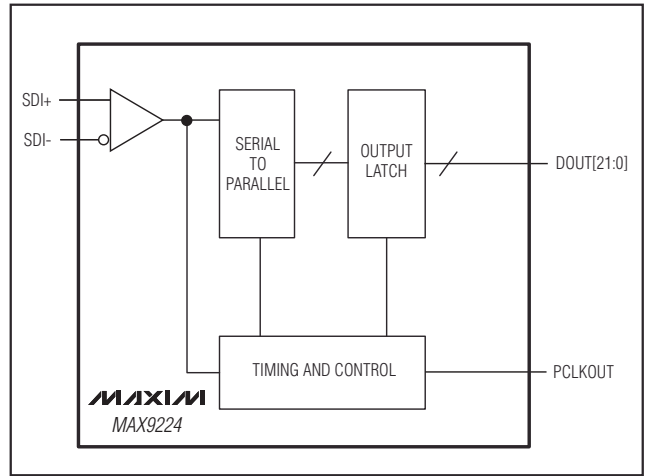 SDI+
SDI-
SERIAL
TO
PARALLEL
OUTPUT
LATCH
DOUT[21:0]
TIMING AND CONTROL
PCLKOUT
MAXIM
MAX9224